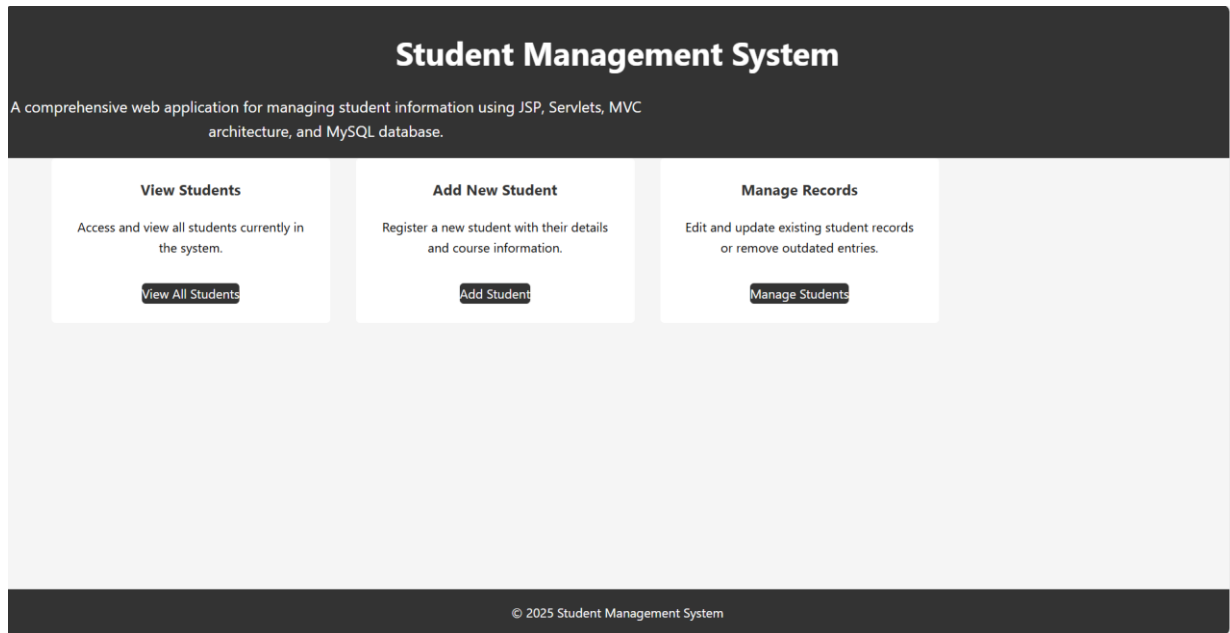 Student Management System
A comprehensive web application for managing student information using JSP, Servlets, MVC
architecture, and MySQL database.
View Students
Access and view all students currently in
the system.
View All Students
Add New Student
Register a new student with their details
and course information.
Add Student
Manage Records
Edit and update existing student records
or remove outdated entries.
Manage Students
© 2025 Student Management System